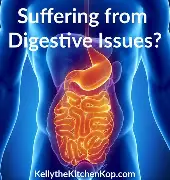 Suffering from
Digestive Issues?
KellytheKitchenKop.com